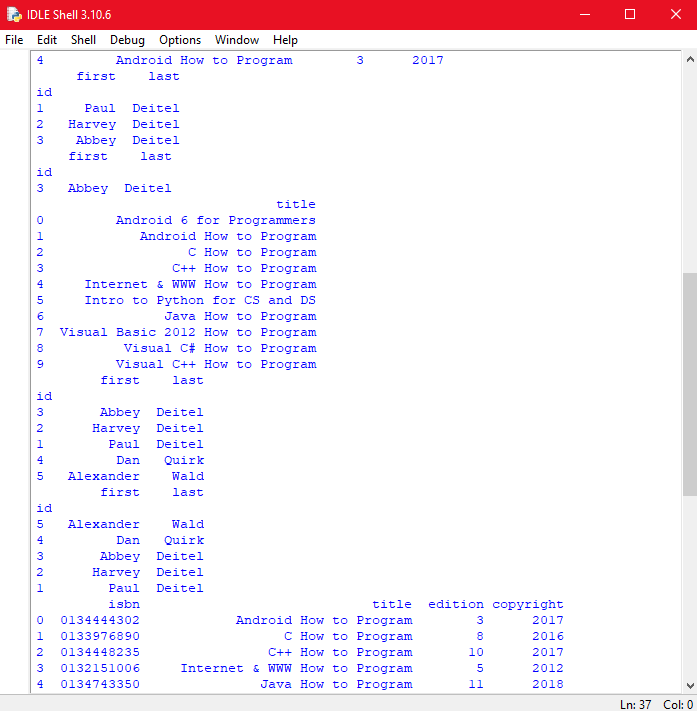 IDLE Shell 3.10.6
File Edit Shell Debug Options Window Help
4 Android How to Program 3 2017
first last
id
1 Paul Deitel
2 Harvey Deitel
3 Abbey Deitel
first last
id
3 Abbey Deitel
title
0 Android 6 for Programmers
1 Android How to Program
2 C How to Program
3 C++ How to Program
4 Internet & WWW How to Program
5 Intro to Python for CS and DS
6 Java How to Program
7 Visual Basic 2012 How to Program
8 Visual C# How to Program
9 Visual C++ How to Program
first last
id
3 Abbey Deitel
2 Harvey Deitel
1 Paul Deitel
4 Dan Quirk
5 Alexander Wald
first last
id
5 Alexander Wald
4 Dan Quirk
3 Abbey Deitel
2 Harvey Deitel
1 Paul Deitel
isbn title edition copyright
0 0134444302 Android How to Program 3 2017
1 0133976890 C How to Program 8 2016
2 0134448235 C++ How to Program 10 2017
3 0132151006 Internet & WWW How to Program 5 2012
4 0134743350 Java How to Program 11 2018
Ln: 37 Col: 0